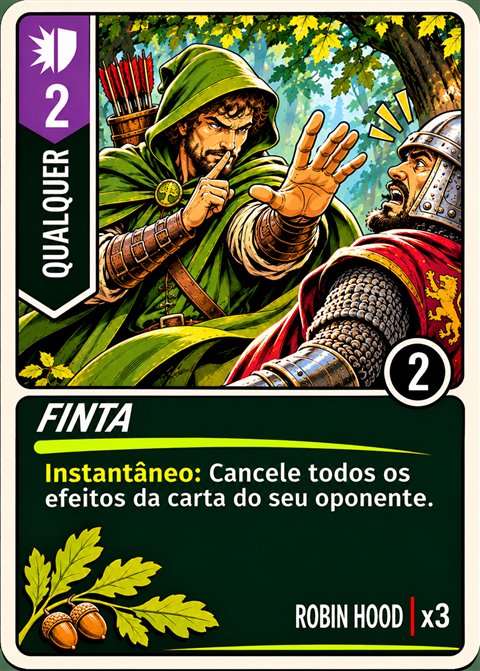 2
QUALQUER
2
FINTA
Instantâneo: Cancele todos os
efeitos da carta do seu oponente.
ROBIN HOOD | x3